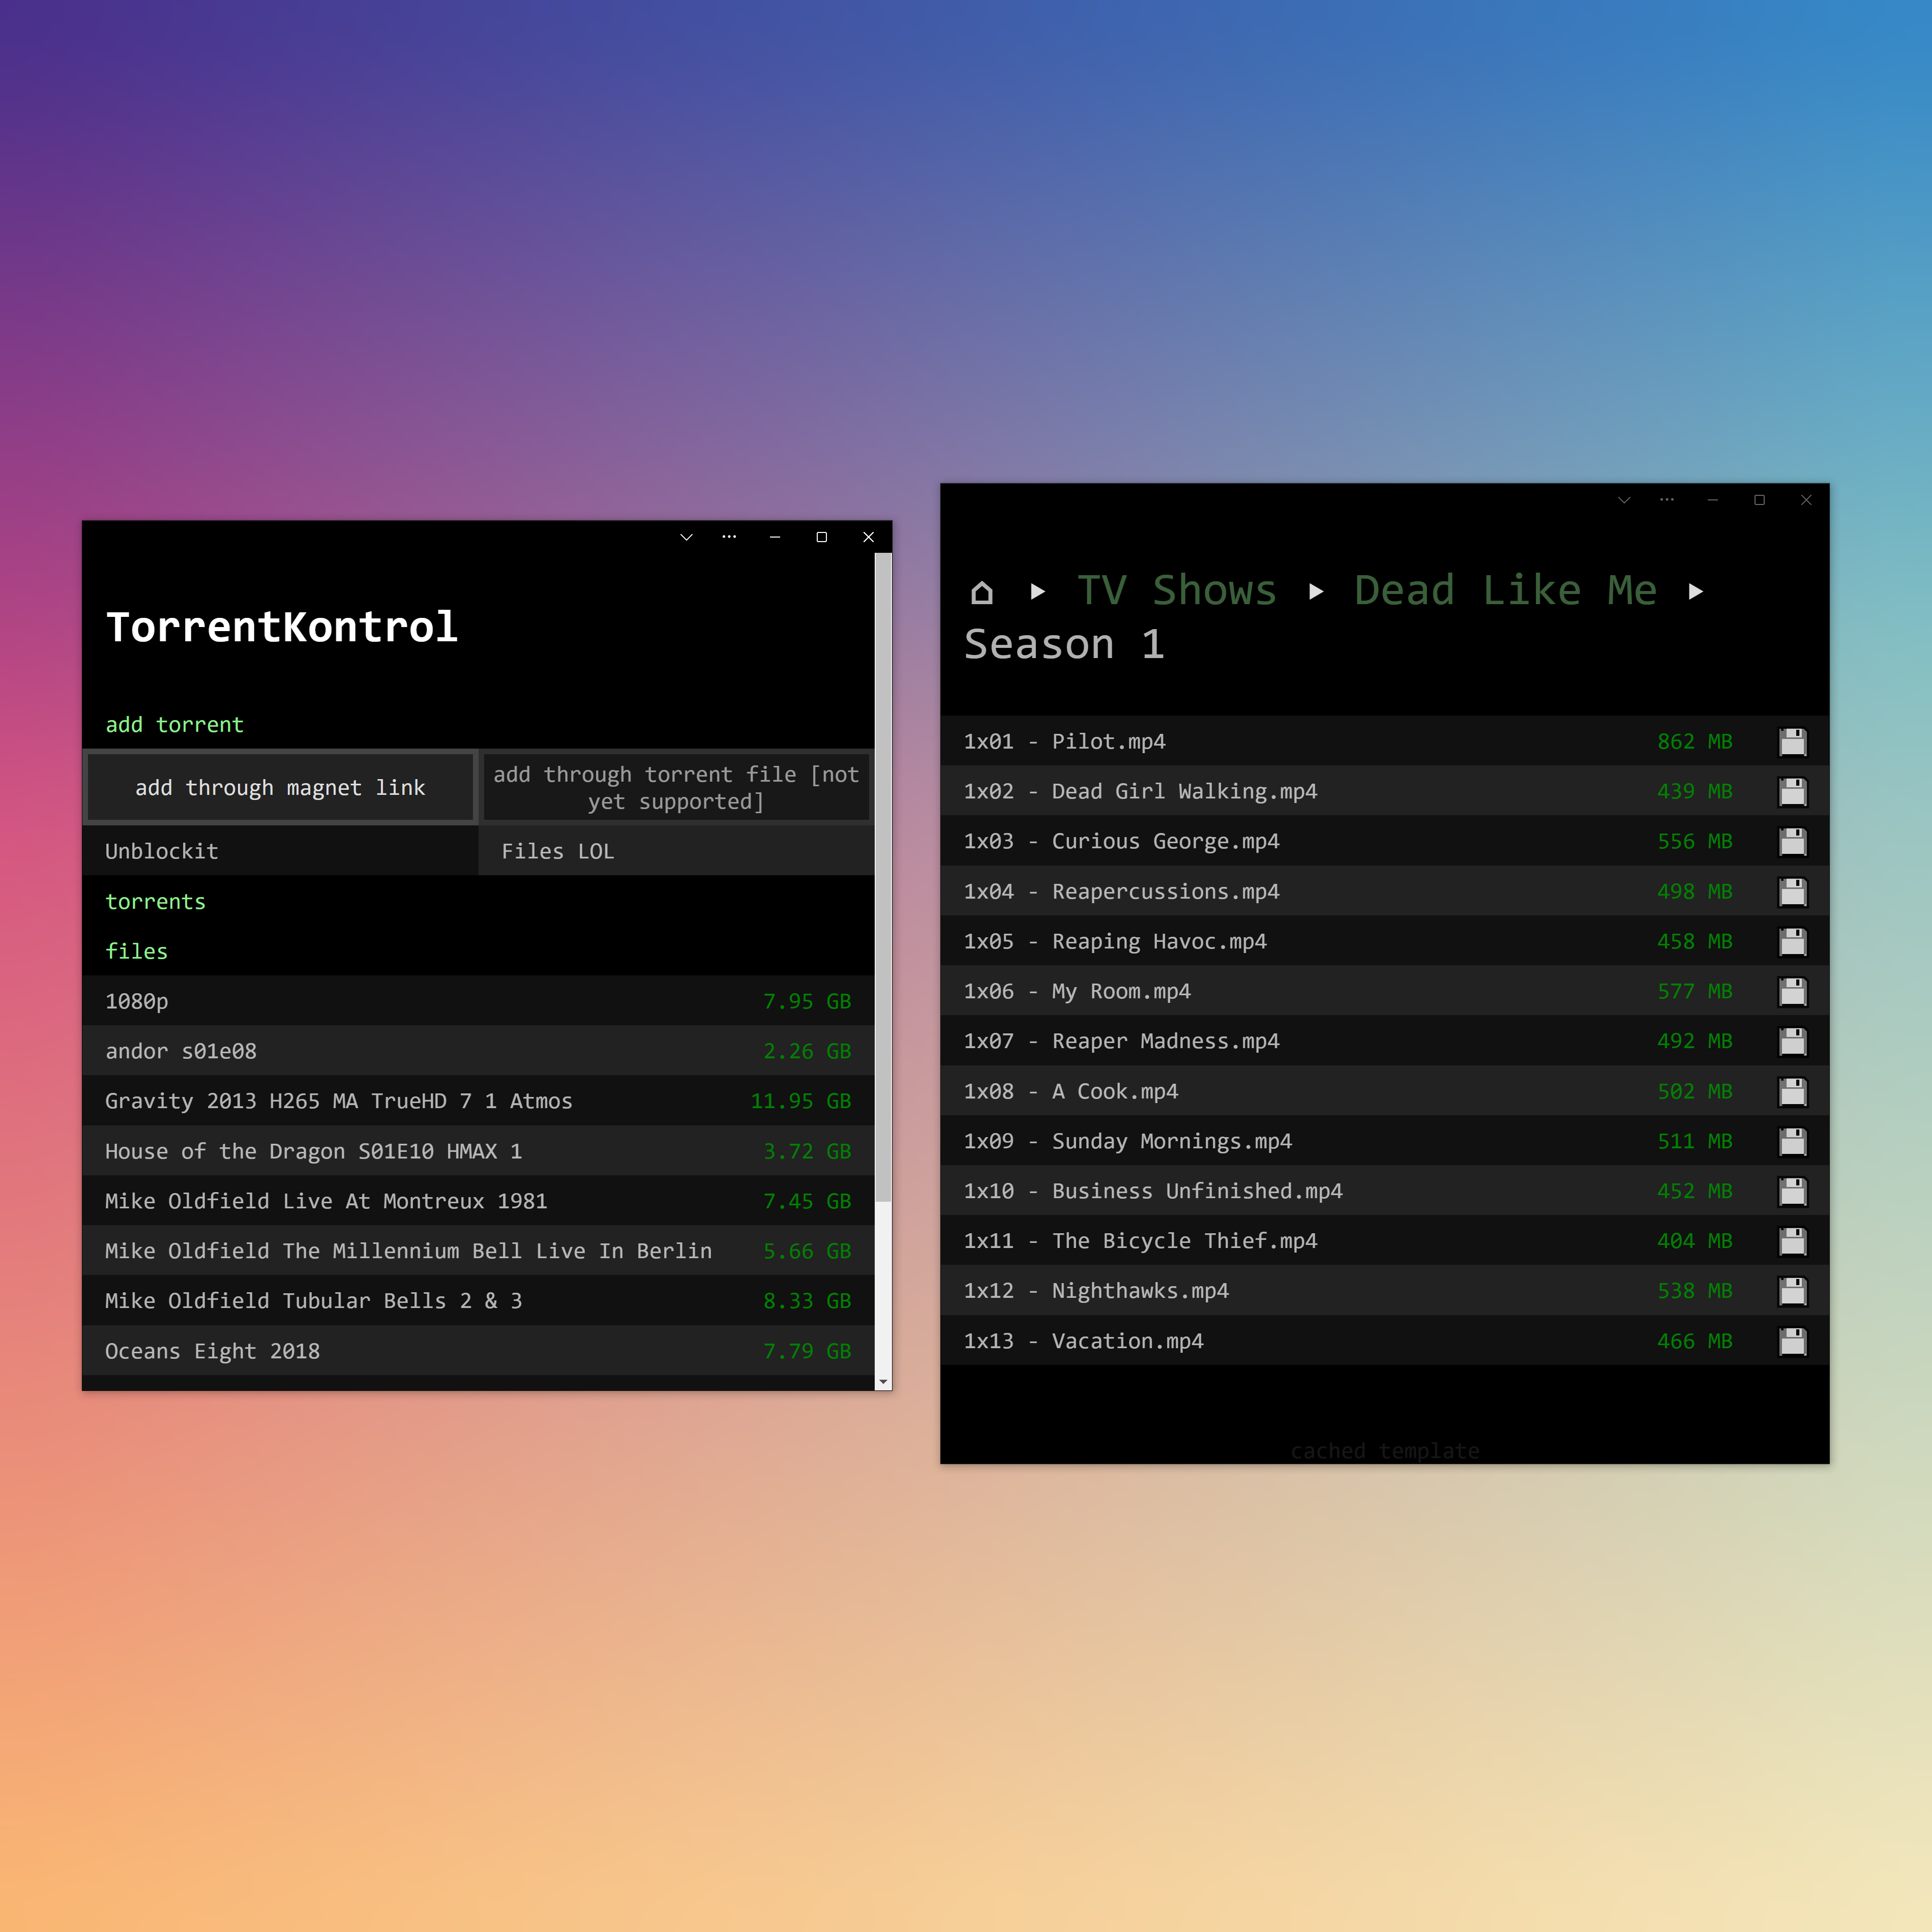 TorrentKontrol
add torrent
add through magnet link
add through torrent file [not
yet supported]
Unblockit
Files LOL
torrents
files
1080p 7.95 GB
andor s01e08 2.26 GB
Gravity 2013 H265 MA TrueHD 7 1 Atmos 11.95 GB
House of the Dragon S01E10 HMAX 1 3.72 GB
Mike Oldfield Live At Montreux 1981 7.45 GB
Mike Oldfield The Millennium Bell Live In Berlin 5.66 GB
Mike Oldfield Tubular Bells 2 & 3 8.33 GB
Oceans Eight 2018 7.79 GB
TV Shows ▶ Dead Like Me ▶
Season 1
1x01 - Pilot.mp4 862 MB
1x02 - Dead Girl Walking.mp4 439 MB
1x03 - Curious George.mp4 556 MB
1x04 - Reapercussions.mp4 498 MB
1x05 - Reaping Havoc.mp4 458 MB
1x06 - My Room.mp4 577 MB
1x07 - Reaper Madness.mp4 492 MB
1x08 - A Cook.mp4 502 MB
1x09 - Sunday Mornings.mp4 511 MB
1x10 - Business Unfinished.mp4 452 MB
1x11 - The Bicycle Thief.mp4 404 MB
1x12 - Nighthawks.mp4 538 MB
1x13 - Vacation.mp4 466 MB
cached template